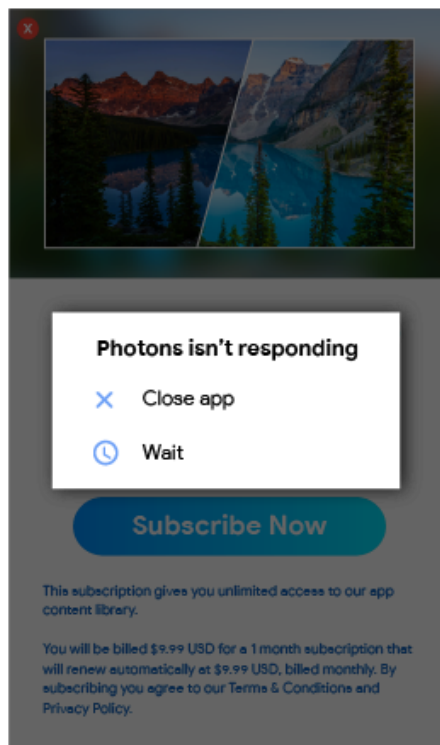 X
Photons isn't responding
Close app
Wait
Subscribe Now
This subscription gives you unlimited access to our app
content library.
You will be billed $9.99 USD for a 1 month subscription that
will renew automatically at $9.99 USD, billed monthly. By
subscribing you agree to our Terms & Conditions and
Privacy Policy.